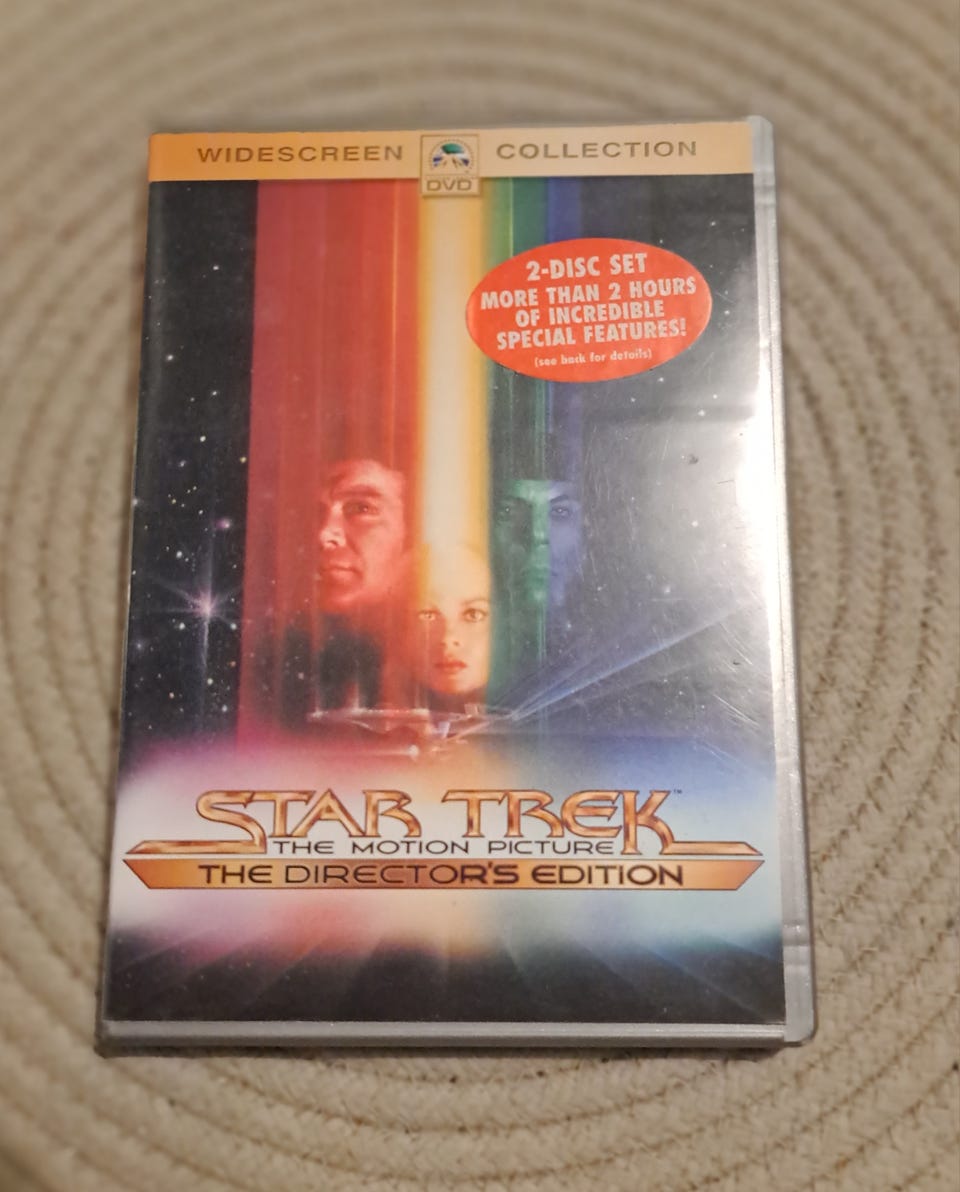 WIDESCREEN DVD COLLECTION
2-DISC SET
MORE THAN 2 HOURS
OF INCREDIBLE
SPECIAL FEATURES!
(see back for details)
STAR TREK™
THE MOTION PICTURE
THE DIRECTOR'S EDITION